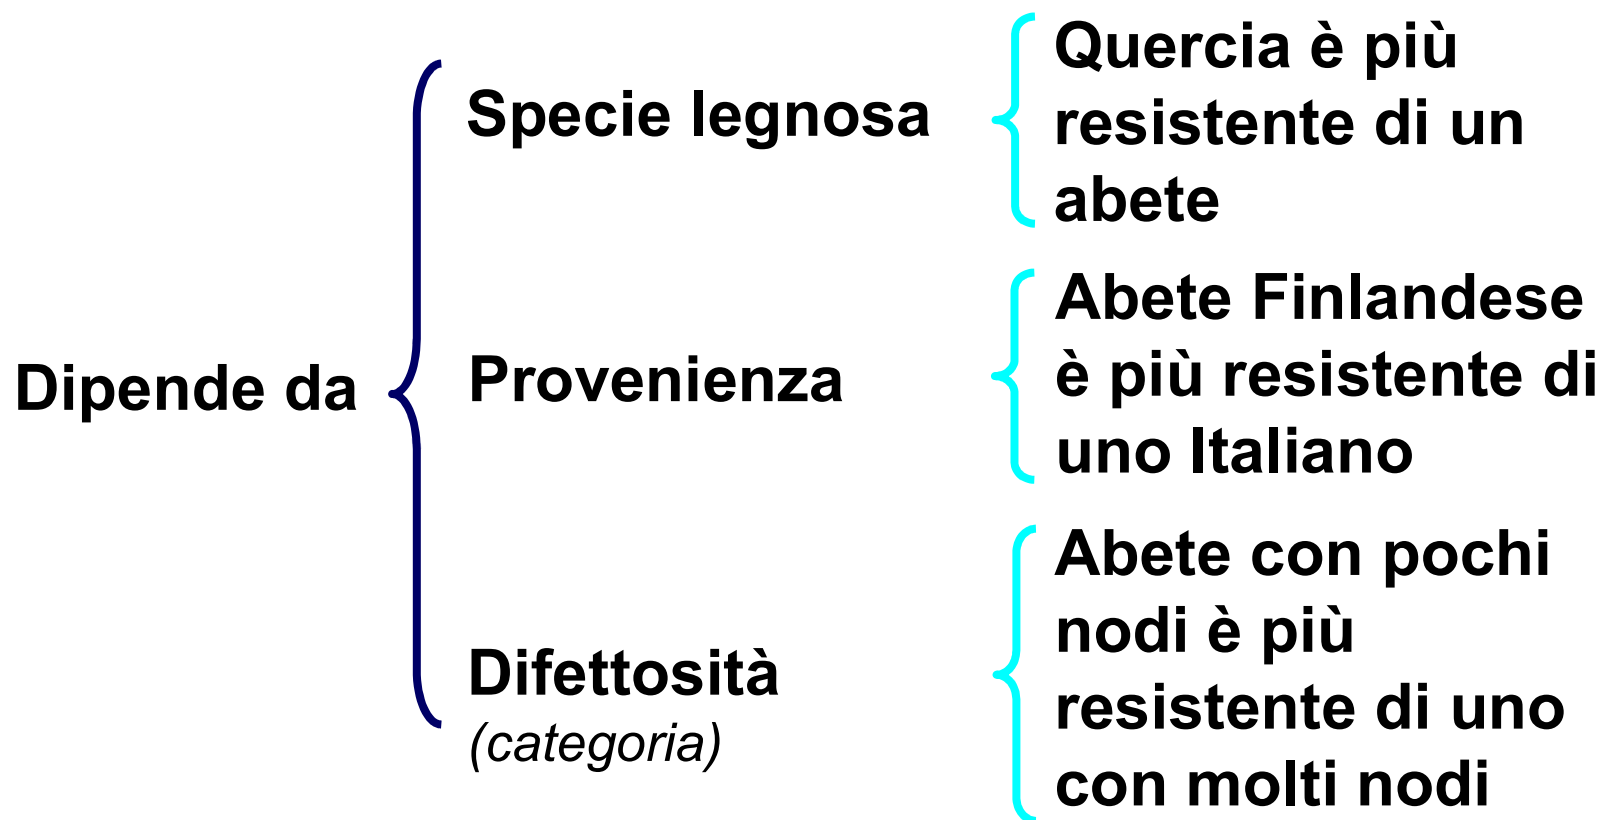 Dipende da
Specie legnosa
Quercia è più
resistente di un
abete
Provenienza
Abete Finlandese
è più resistente di
uno Italiano
Difettosità
(categoria)
Abete con pochi
nodi è più
resistente di uno
con molti nodi